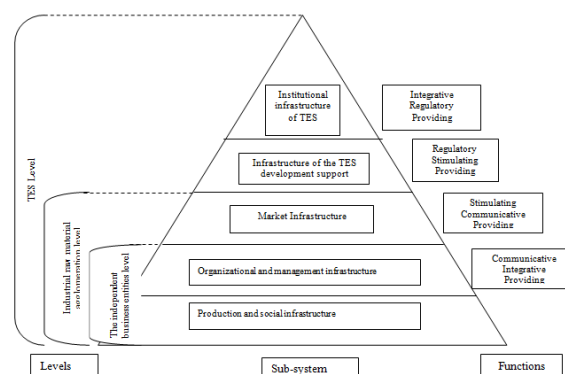 Institutional
infrastructure
of TES
Integrative
Regulatory
Providing
Infrastructure of the TES
development support
Regulatory
Stimulating
Providing
Market Infrastructure
Stimulating
Communicative
Providing
Organizational and management infrastructure
Communicative
Integrative
Providing
Production and social infrastructure
TES Level
Industrial raw material
agglomeration level
The independent
business entities level
Levels
Sub-system
Functions